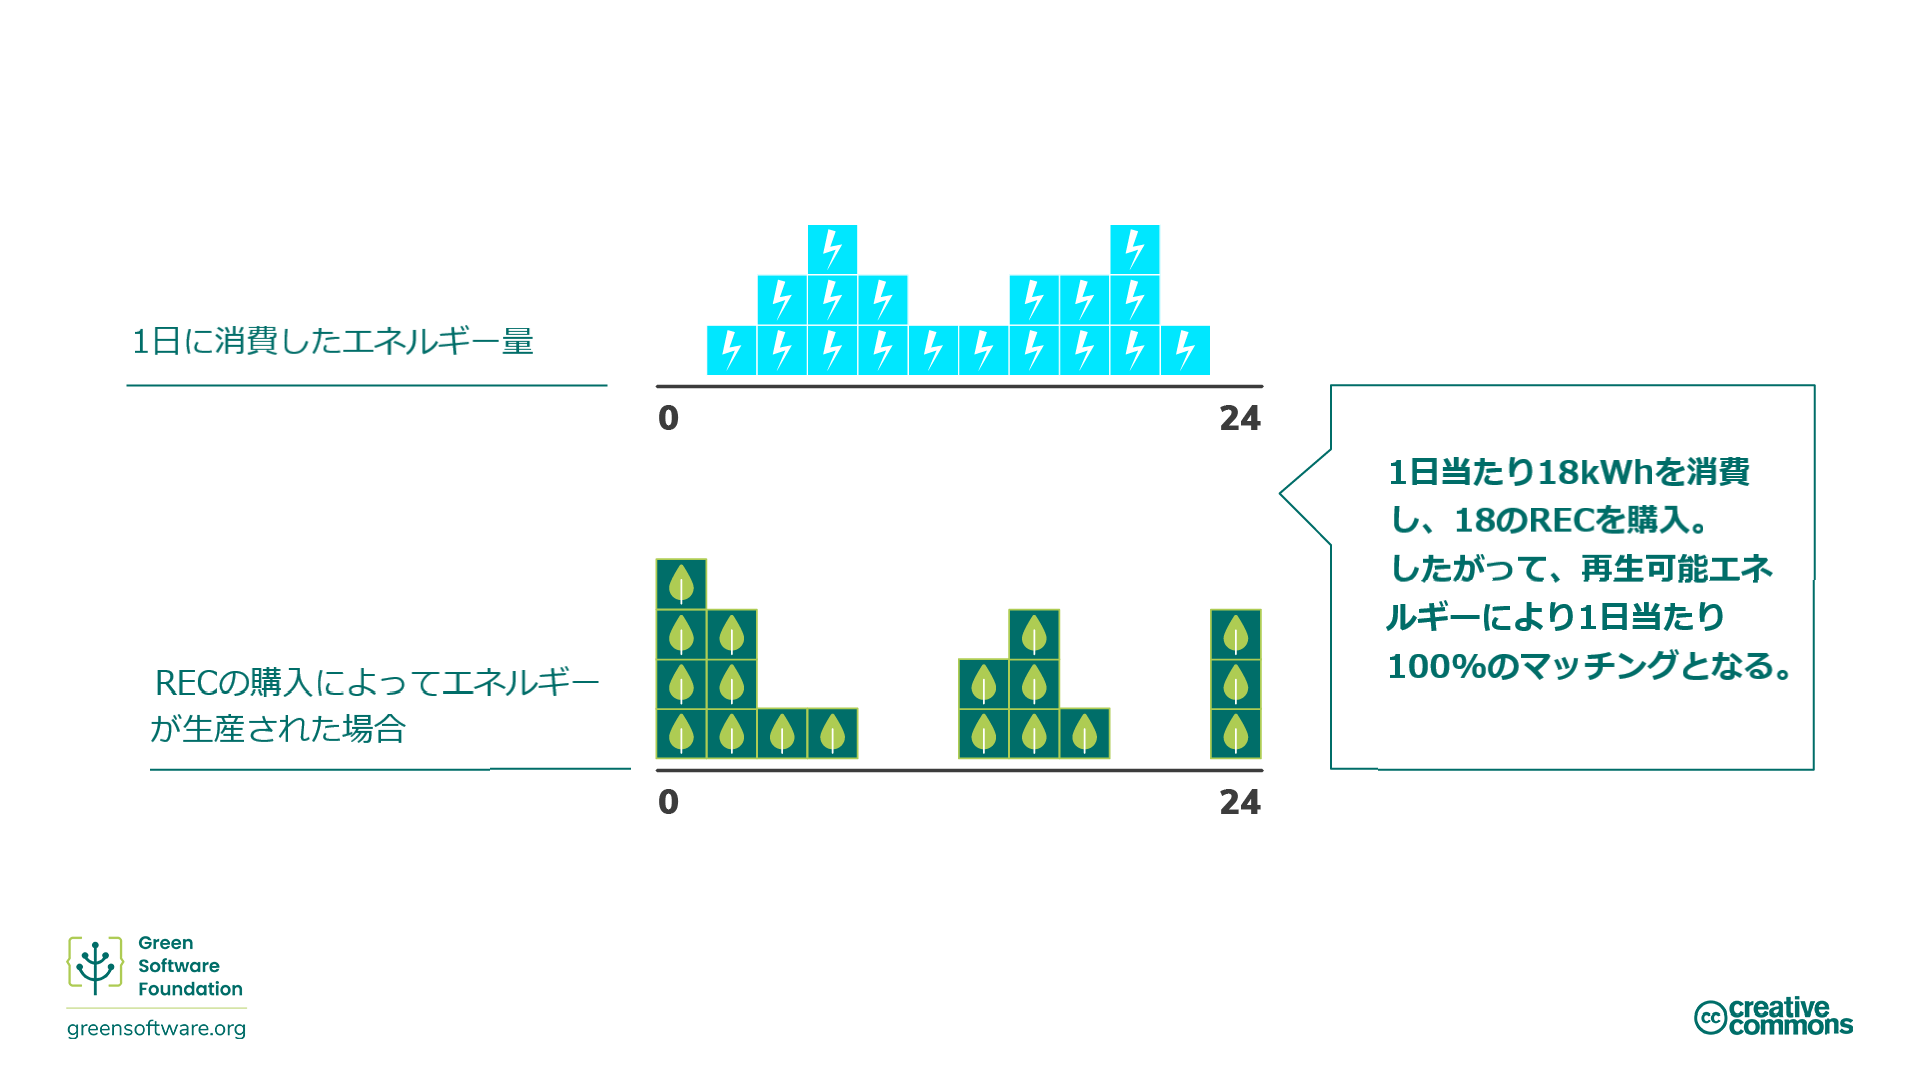 1日に消費したエネルギー量
0
24
1日当たり18kWhを消費
し、18のRECを購入。
したがって、再生可能エネ
ルギーにより1日当たり
100%のマッチングとなる。
RECの購入によってエネルギー
が生産された場合
0
24
Green
Software
Foundation
greensoftware.org
cc creative
commons